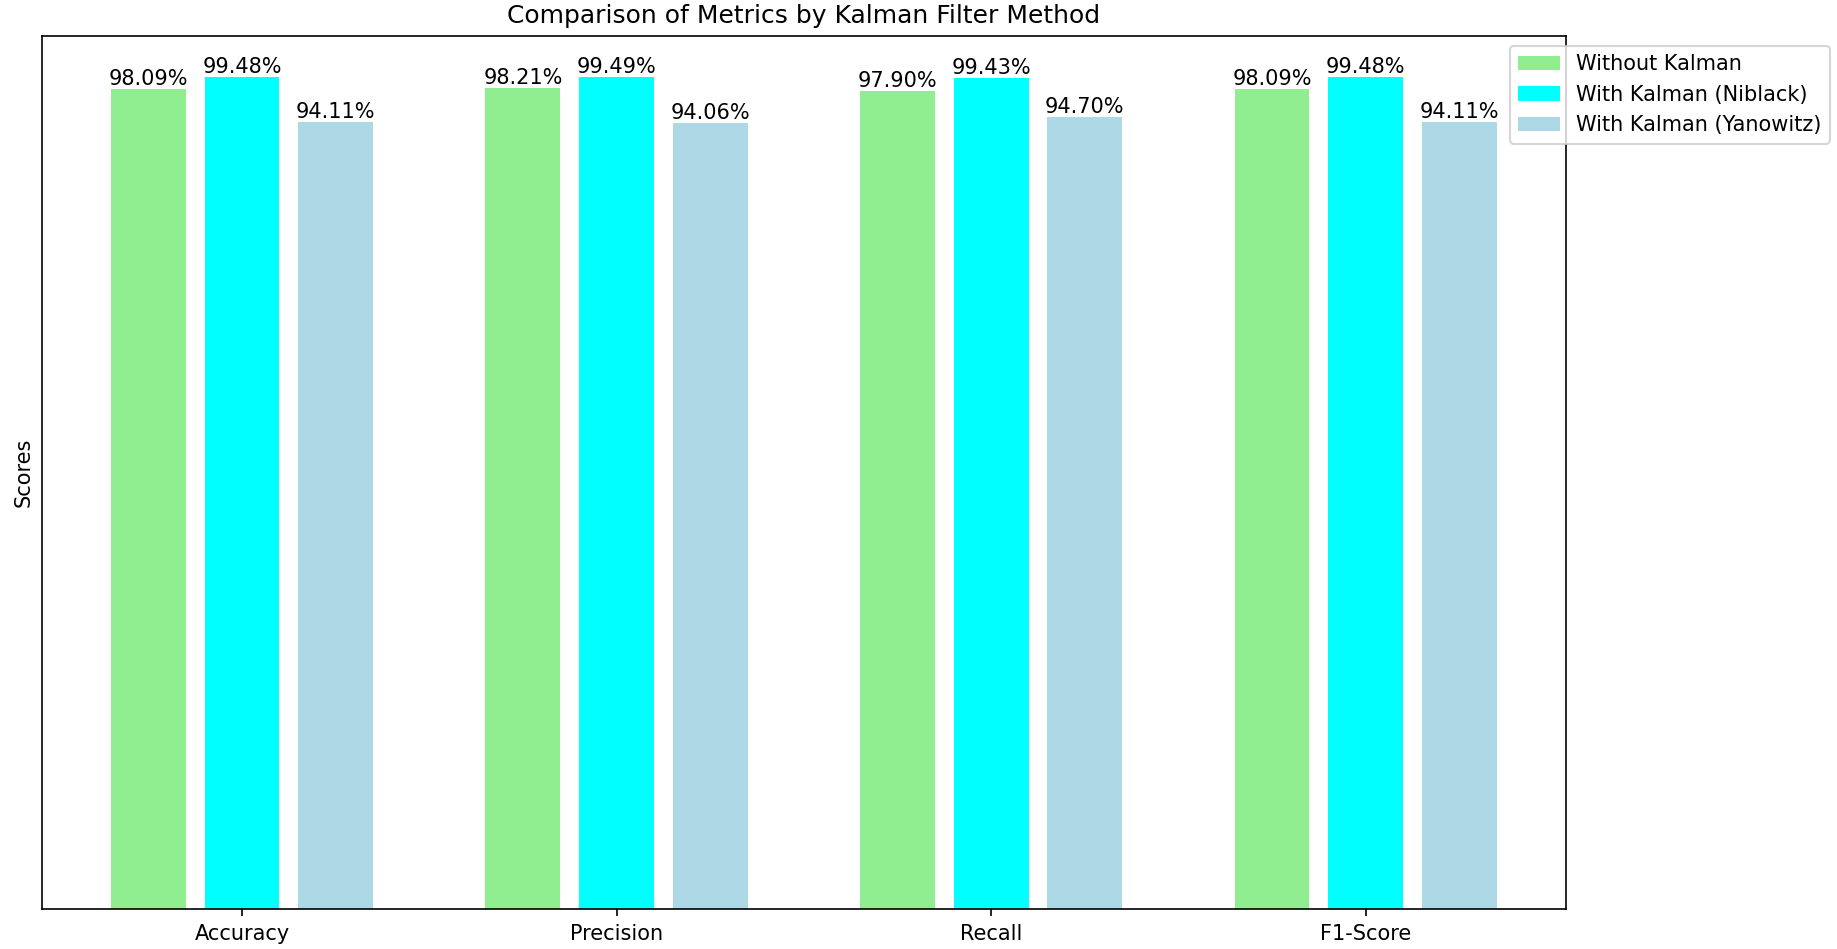 Comparison of Metrics by Kalman Filter Method
98.09% 99.48% 94.11% 98.21% 99.49% 94.06% 97.90% 99.43% 94.70% 98.09% 99.48% 94.11%
Without Kalman
With Kalman (Niblack)
With Kalman (Yanowitz)
Scores
Accuracy Precision Recall F1-Score